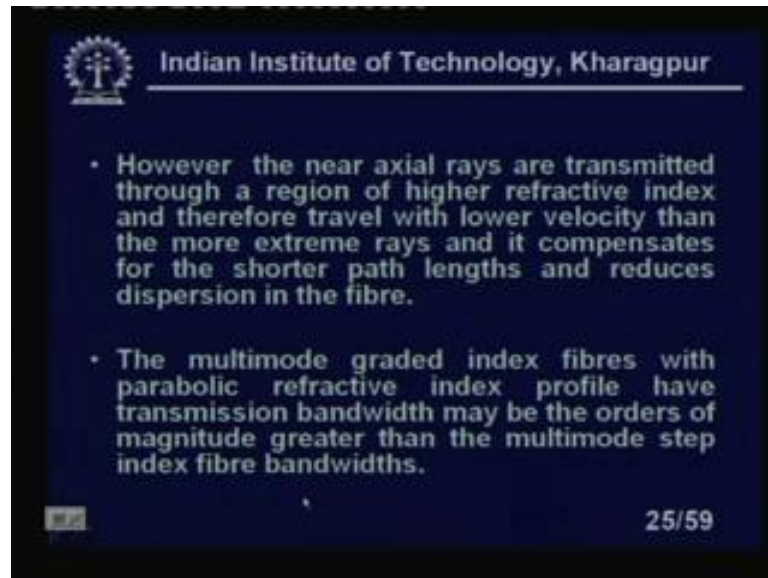 Indian Institute of Technology, Kharagpur
• However the near axial rays are transmitted
through a region of higher refractive index
and therefore travel with lower velocity than
the more extreme rays and it compensates
for the shorter path lengths and reduces
dispersion in the fibre.
• The multimode graded index fibres with
parabolic refractive index profile have
transmission bandwidth may be the orders of
magnitude greater than the multimode step
index fibre bandwidths.
25/59